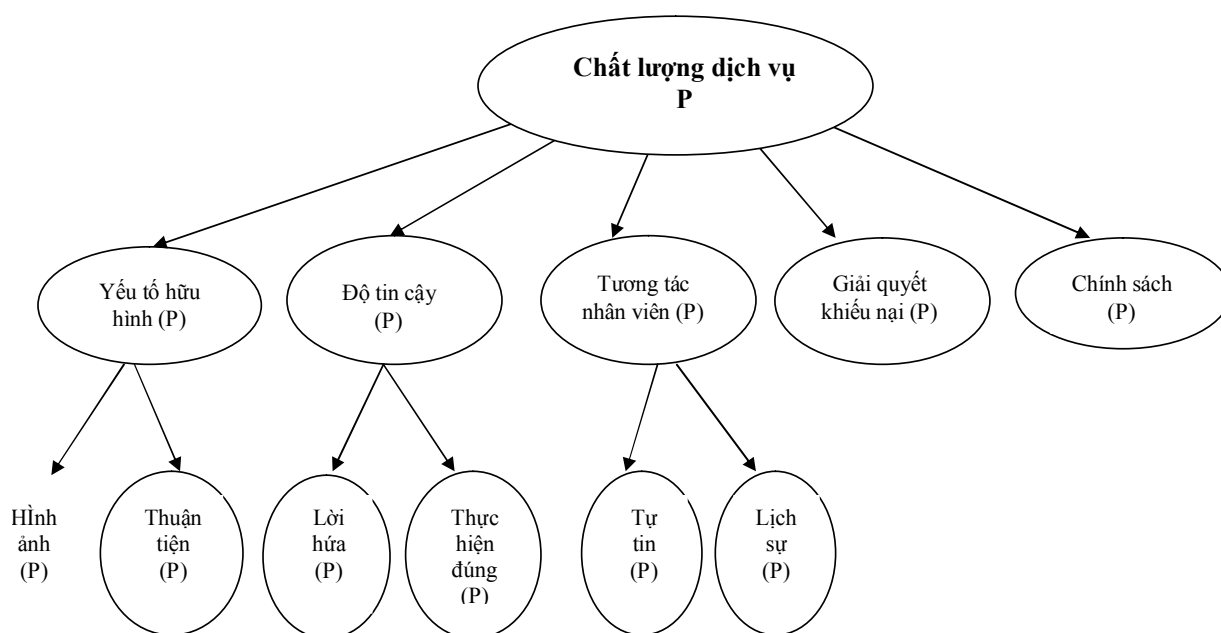 Chất lượng dịch vụ
P
Yếu tố hữu
hình (P)
Độ tin cậy
(P)
Tương tác
nhân viên (P)
Giải quyết
khiếu nại (P)
Chính sách
(P)
HÌnh
ảnh
(P)
Thuận
tiện
(P)
Lời
hứa
(P)
Thực
hiện
đúng
(P)
Tự
tin
(P)
Lịch
sự
(P)